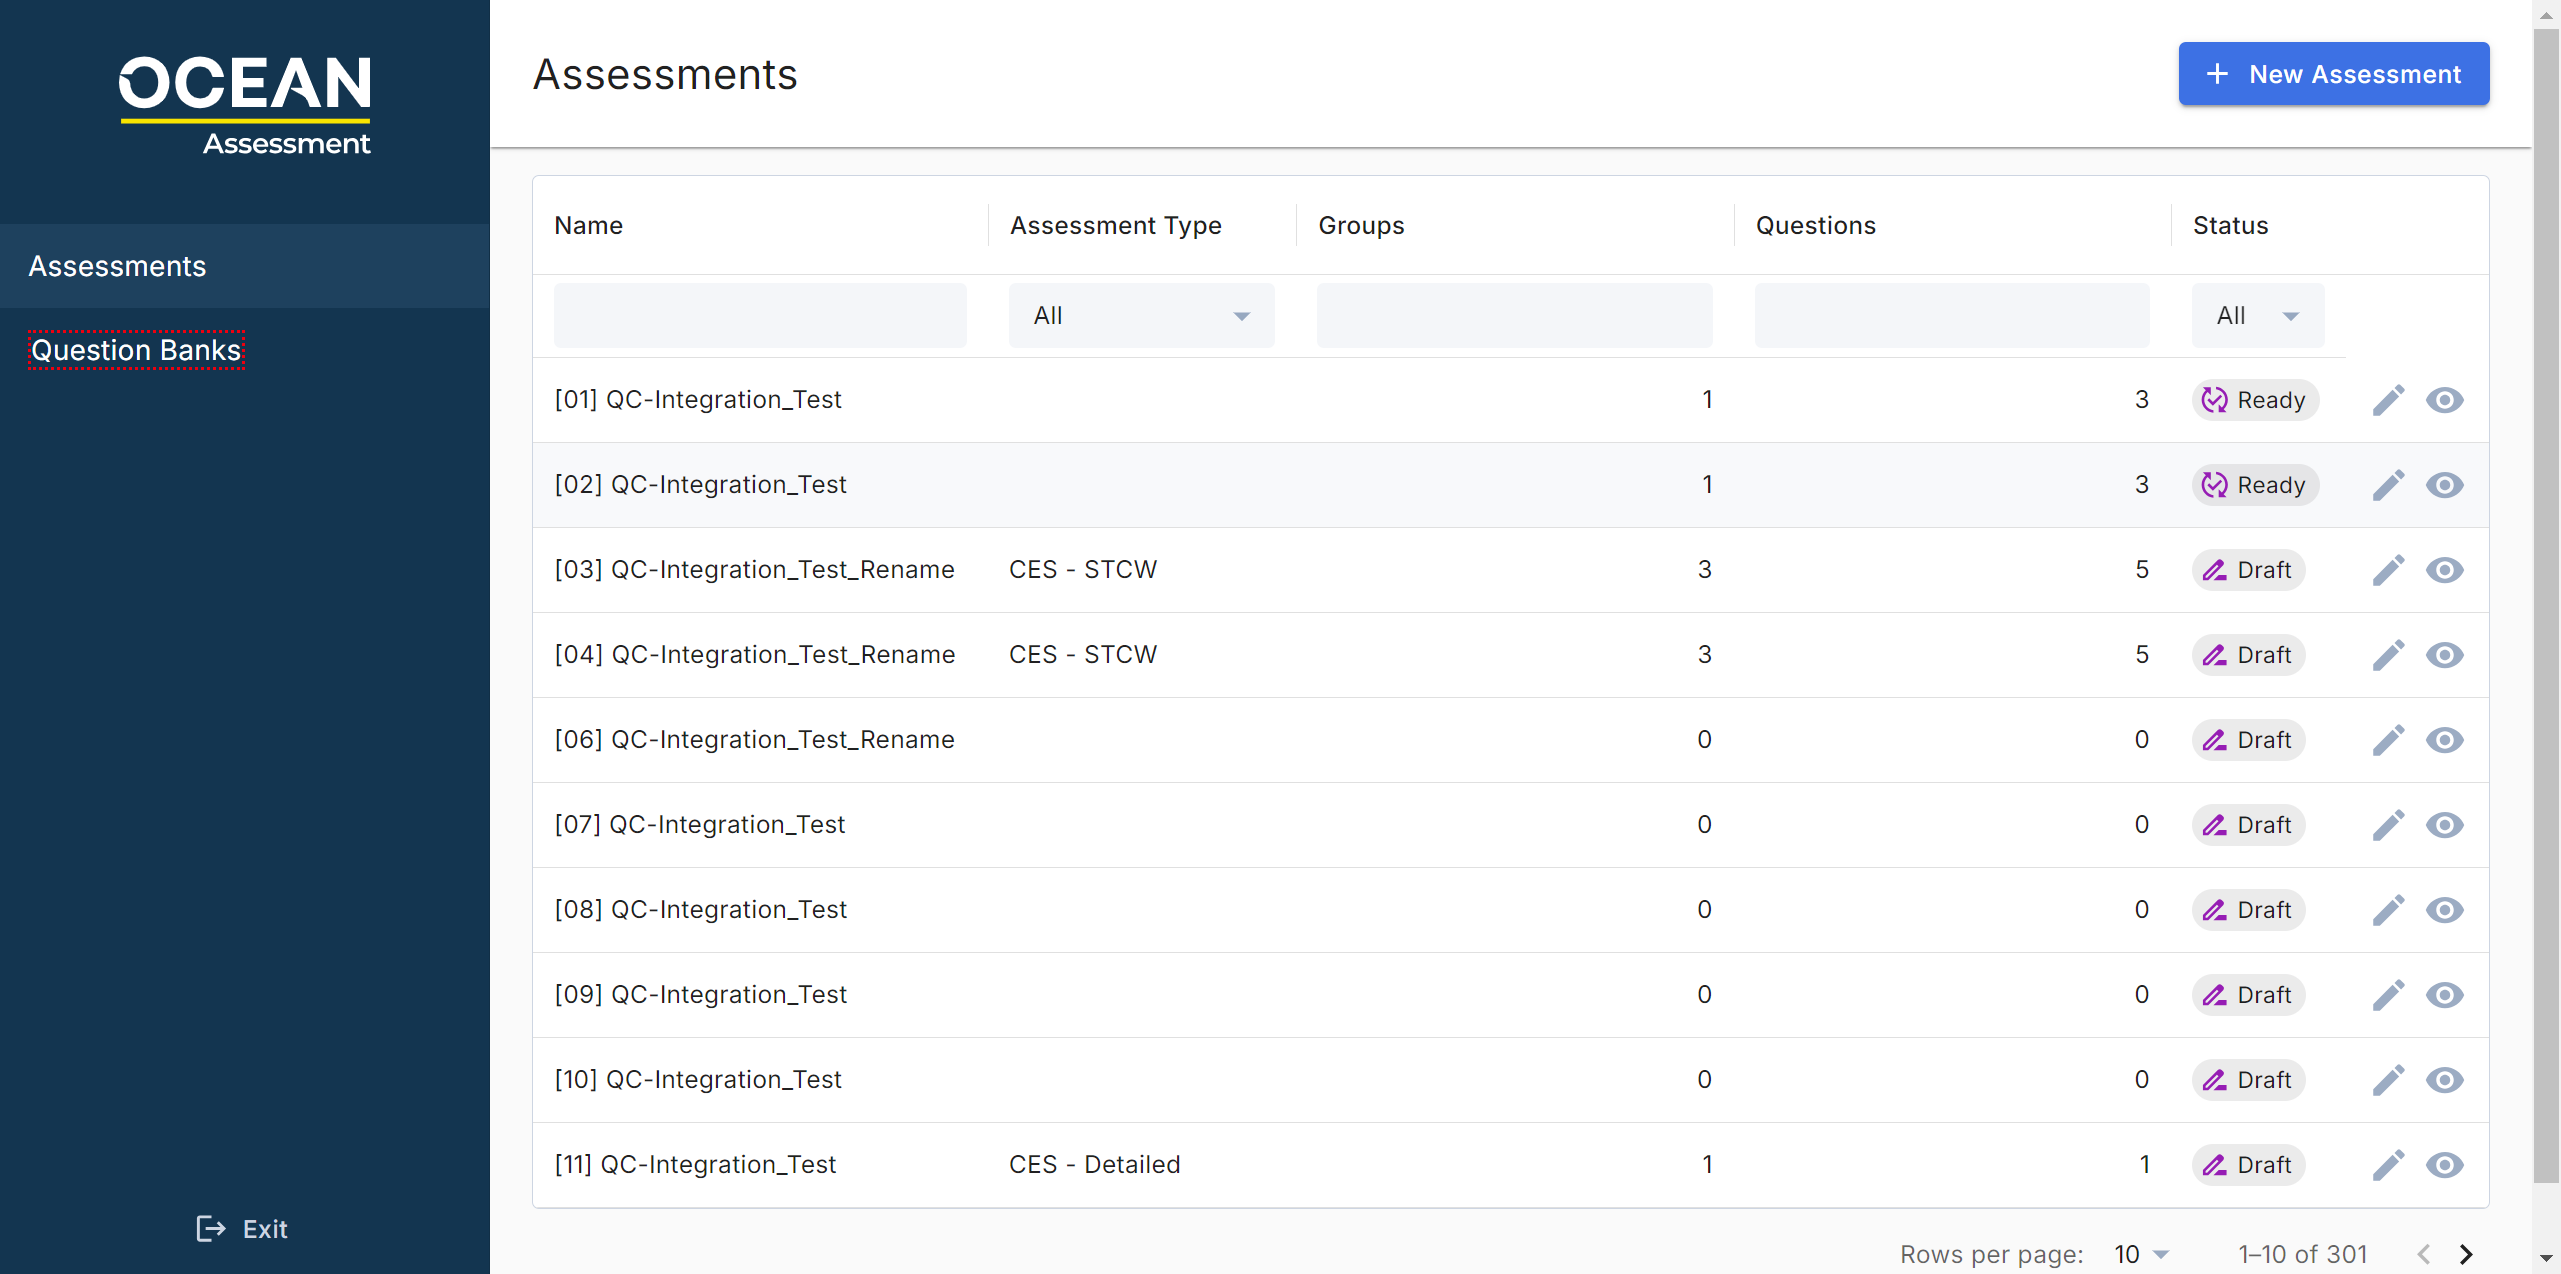 OCEAN
Assessment
Assessments
Question Banks
Exit
Assessments
New Assessment
Name Assessment Type Groups Questions Status
All All
[01] QC-Integration_Test 1 3 Ready
[02] QC-Integration_Test 1 3 Ready
[03] QC-Integration_Test_Rename CES - STCW 3 5 Draft
[04] QC-Integration_Test_Rename CES - STCW 3 5 Draft
[06] QC-Integration_Test_Rename 0 0 Draft
[07] QC-Integration_Test 0 0 Draft
[08] QC-Integration_Test 0 0 Draft
[09] QC-Integration_Test 0 0 Draft
[10] QC-Integration_Test 0 0 Draft
[11] QC-Integration_Test CES - Detailed 1 1 Draft
Rows per page: 10 1–10 of 301